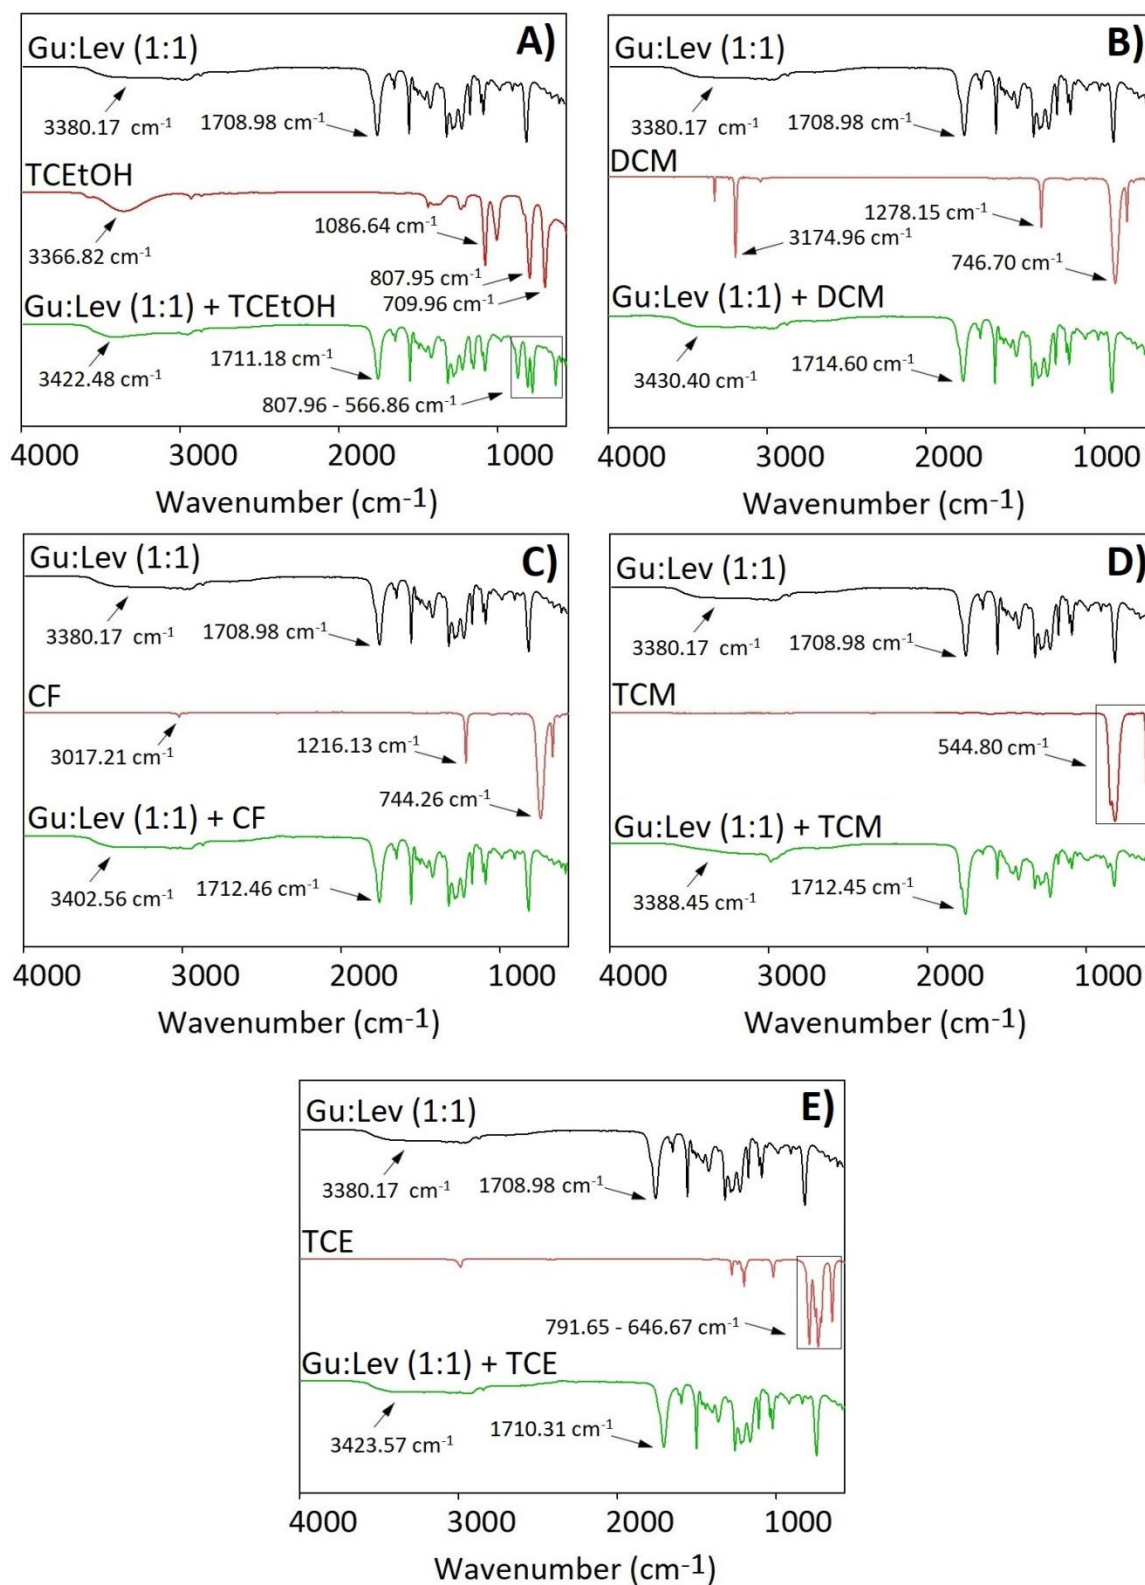 A)
Gu:Lev (1:1)
3380.17 cm-1
1708.98 cm-1
TCEtOH
3366.82 cm-1
1086.64 cm-1
807.95 cm-1
709.96 cm-1
Gu:Lev (1:1) + TCEtOH
3422.48 cm-1
1711.18 cm-1
807.96 - 566.86 cm-1
4000 3000 2000 1000
Wavenumber (cm-1)
B)
Gu:Lev (1:1)
3380.17 cm-1
1708.98 cm-1
DCM
3174.96 cm-1
1278.15 cm-1
746.70 cm-1
Gu:Lev (1:1) + DCM
3430.40 cm-1
1714.60 cm-1
4000 3000 2000 1000
Wavenumber (cm-1)
C)
Gu:Lev (1:1)
3380.17 cm-1
1708.98 cm-1
CF
3017.21 cm-1
1216.13 cm-1
744.26 cm-1
Gu:Lev (1:1) + CF
3402.56 cm-1
1712.46 cm-1
4000 3000 2000 1000
Wavenumber (cm-1)
D)
Gu:Lev (1:1)
3380.17 cm-1
1708.98 cm-1
TCM
544.80 cm-1
Gu:Lev (1:1) + TCM
3388.45 cm-1
1712.45 cm-1
4000 3000 2000 1000
Wavenumber (cm-1)
E)
Gu:Lev (1:1)
3380.17 cm-1
1708.98 cm-1
TCE
791.65 - 646.67 cm-1
Gu:Lev (1:1) + TCE
3423.57 cm-1
1710.31 cm-1
4000 3000 2000 1000
Wavenumber (cm-1)